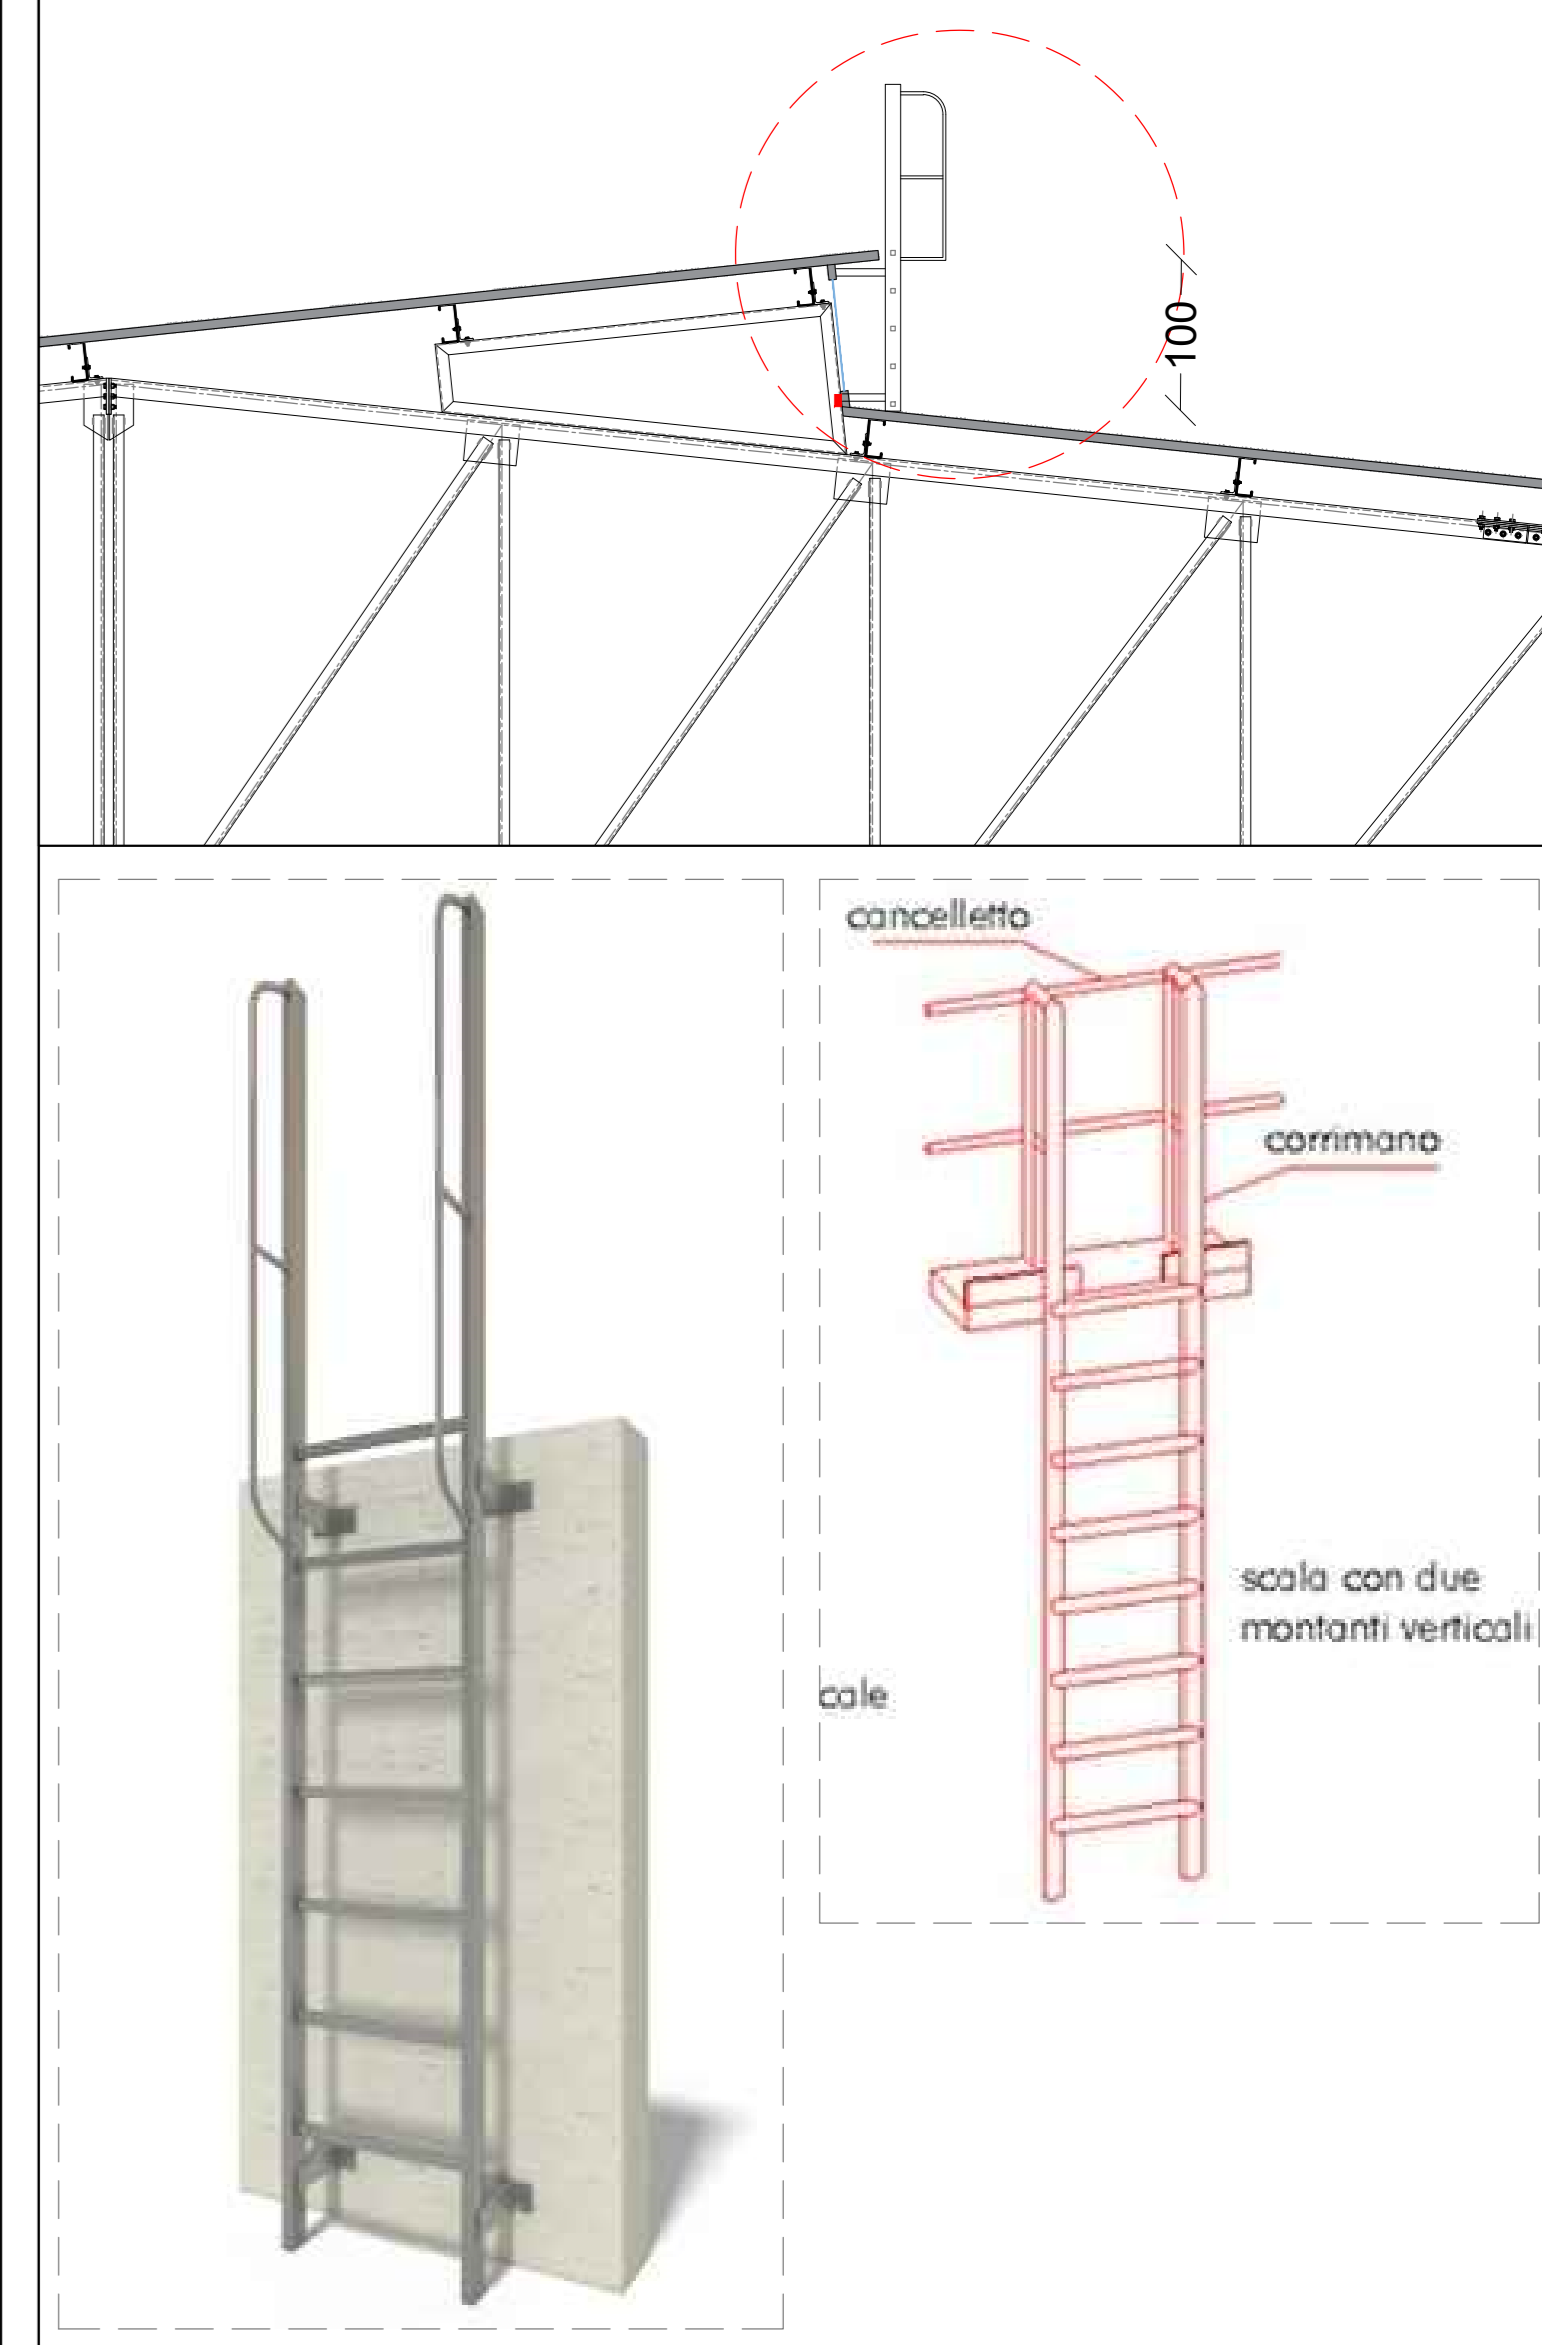 100
cancelletto
corrimano
scala con due
montanti verticali
cale